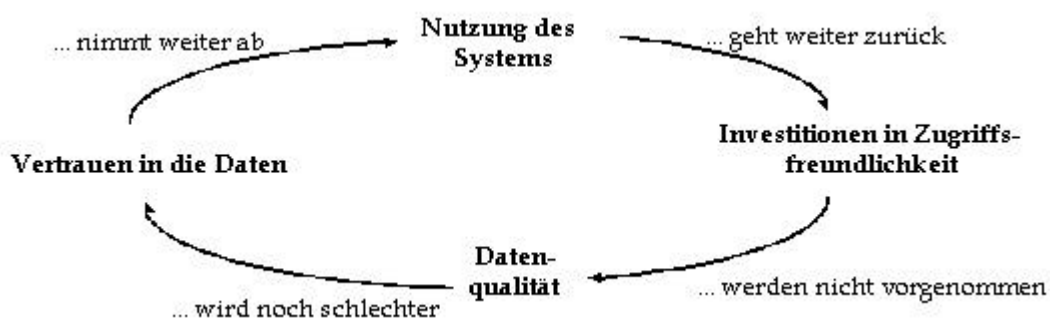 ... nimmt weiter ab
Nutzung des
Systems
... geht weiter zurück
Investitionen in Zugriffs-
freundlichkeit
Vertrauen in die Daten
Daten-
qualität
... werden nicht vorgenommen
... wird noch schlechter